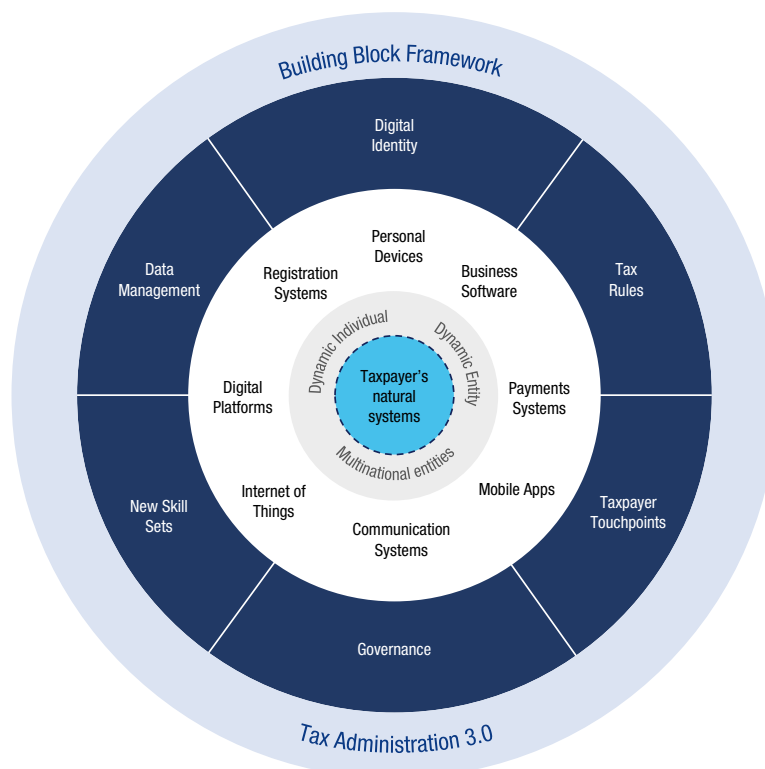 Building Block Framework
Digital
Identity
Tax
Rules
Taxpayer
Touchpoints
Governance
New Skill
Sets
Data
Management
Personal
Devices
Business
Software
Payments
Systems
Mobile Apps
Communication
Systems
Internet of
Things
Digital
Platforms
Registration
Systems
Dynamic Individual
Dynamic Entity
Multinational entities
Taxpayer's
natural
systems
Tax Administration 3.0